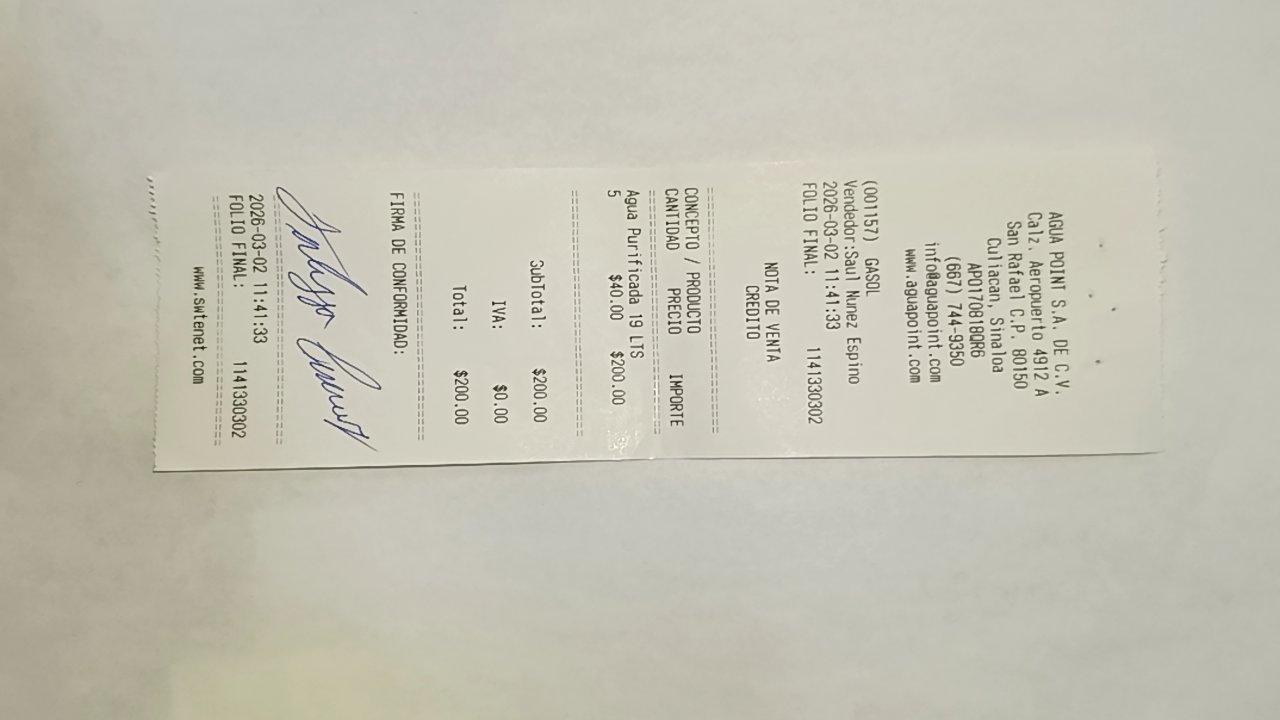 AGUA POINT S.A. DE C.V.
Calz. Aeropuerto 4912 A
San Rafael C.P. 80150
Culiacan, Sinaloa
APO170818QR6
(667) 744-9350
info@aguapoint.com
www.aguapoint.com
(001157) GASOL
Vendedor:Saul Nunez Espino
2026-03-02 11:41:33
FOLIO FINAL: 1141330302
NOTA DE VENTA
CREDITO
CONCEPTO / PRODUCTO
CANTIDAD PRECIO IMPORTE
Agua Purificada 19 LTS
5 $40.00 $200.00
SubTotal: $200.00
IVA: $0.00
Total: $200.00
FIRMA DE CONFORMIDAD:
2026-03-02 11:41:33
FOLIO FINAL: 1141330302
www.swtenet.com